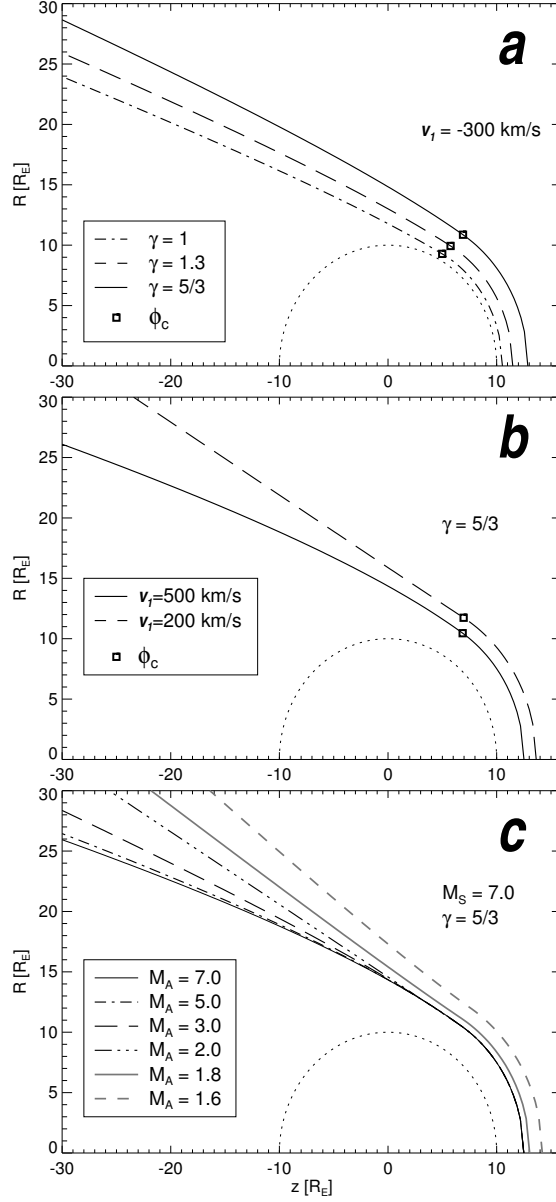 a
v₁ = -300 km/s
R [R_E]
30
25
20
15
10
5
0
γ = 1
γ = 1.3
γ = 5/3
ϕ_c
-30 -20 -10 0 10
b
γ = 5/3
R [R_E]
30
25
20
15
10
5
0
v₁=500 km/s
v₁=200 km/s
ϕ_c
-30 -20 -10 0 10
c
M_S = 7.0
γ = 5/3
R [R_E]
30
25
20
15
10
5
0
M_A = 7.0
M_A = 5.0
M_A = 3.0
M_A = 2.0
M_A = 1.8
M_A = 1.6
-30 -20 -10 0 10
z [R_E]